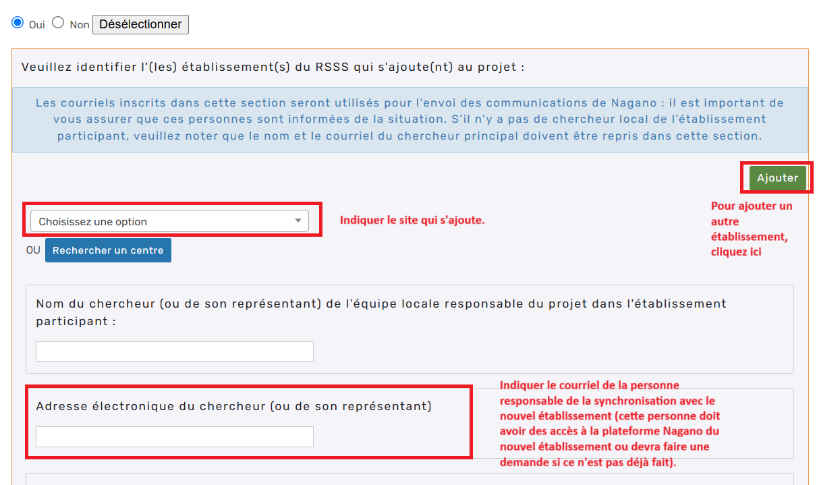 Oui Non Désélectionner
Veuillez identifier l'(les) établissement(s) du RSSS qui s'ajoute(nt) au projet :
Les courriels inscrits dans cette section seront utilisés pour l'envoi des communications de Nagano : il est important de
vous assurer que ces personnes sont informées de la situation. S'il n'y a pas de chercheur local de l'établissement
participant, veuillez noter que le nom et le courriel du chercheur principal doivent être repris dans cette section.
Ajouter
Pour ajouter un
autre
établissement,
cliquez ici
Choisissez une option
Indiquer le site qui s'ajoute.
OU Rechercher un centre
Nom du chercheur (ou de son représentant) de l'équipe locale responsable du projet dans l'établissement
participant :
Adresse électronique du chercheur (ou de son représentant)
Indiquer le courriel de la personne
responsable de la synchronisation avec le
nouvel établissement (cette personne doit
avoir des accès à la plateforme Nagano du
nouvel établissement ou devra faire une
demande si ce n'est pas déjà fait).